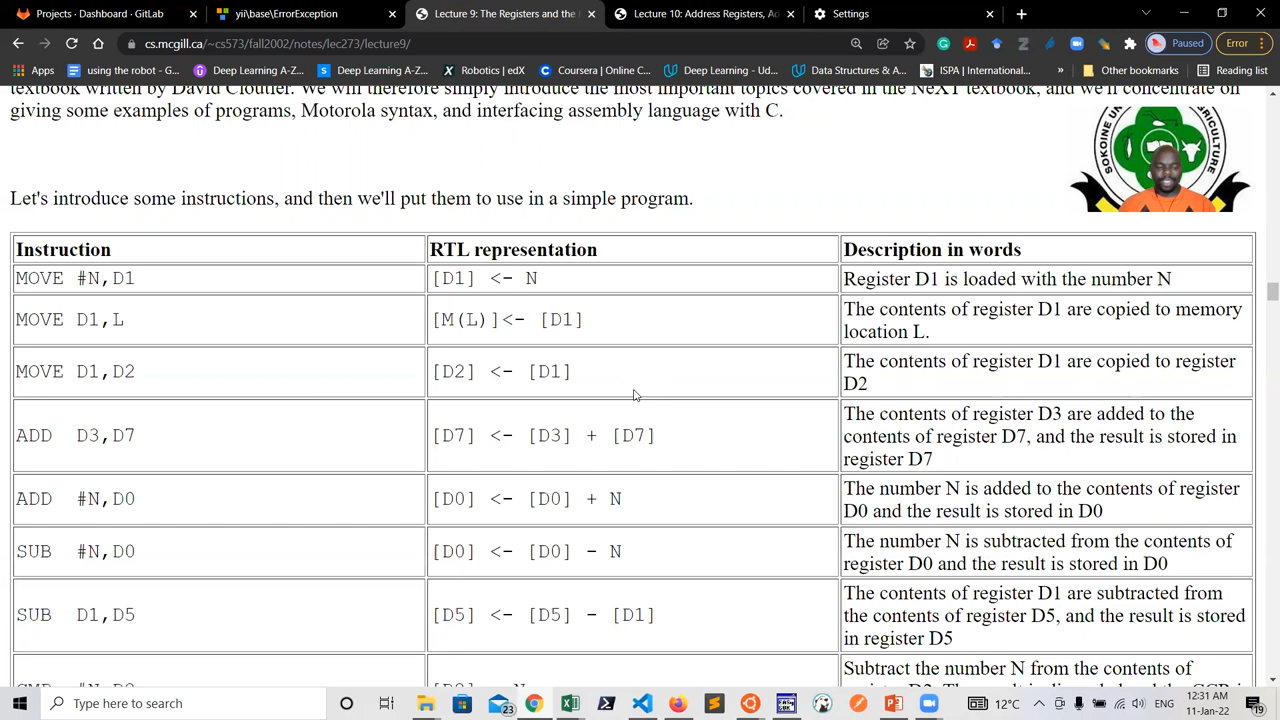 Projects · Dashboard · GitLab
yii\base\ErrorException
Lecture 9: The Registers and the
Lecture 10: Address Registers, Ad
Settings
cs.mcgill.ca/~cs573/fall2002/notes/lec273/lecture9/
Paused
Error
Apps
using the robot - G...
Deep Learning A-Z...
Deep Learning A-Z...
Robotics | edX
Coursera | Online C...
Deep Learning - Ud...
Data Structures & A...
ISPA | International...
»
Other bookmarks
Reading list
textbook written by David Cloutier. We will therefore simply introduce the most important topics covered in the NeXT textbook, and we'll concentrate on
giving some examples of programs, Motorola syntax, and interfacing assembly language with C.
Let's introduce some instructions, and then we'll put them to use in a simple program.
Instruction RTL representation Description in words
MOVE #N,D1 [D1] <- N Register D1 is loaded with the number N
MOVE D1,L [M(L)]<- [D1] The contents of register D1 are copied to memory
location L.
MOVE D1,D2 [D2] <- [D1] The contents of register D1 are copied to register
D2
ADD D3,D7 [D7] <- [D3] + [D7] The contents of register D3 are added to the
contents of register D7, and the result is stored in
register D7
ADD #N,D0 [D0] <- [D0] + N The number N is added to the contents of register
D0 and the result is stored in D0
SUB #N,D0 [D0] <- [D0] - N The number N is subtracted from the contents of
register D0 and the result is stored in D0
SUB D1,D5 [D5] <- [D5] - [D1] The contents of register D1 are subtracted from
the contents of register D5, and the result is stored
in register D5
Subtract the number N from the contents of
Type here to search
23
12°C
ENG
12:31 AM
11-Jan-22
19